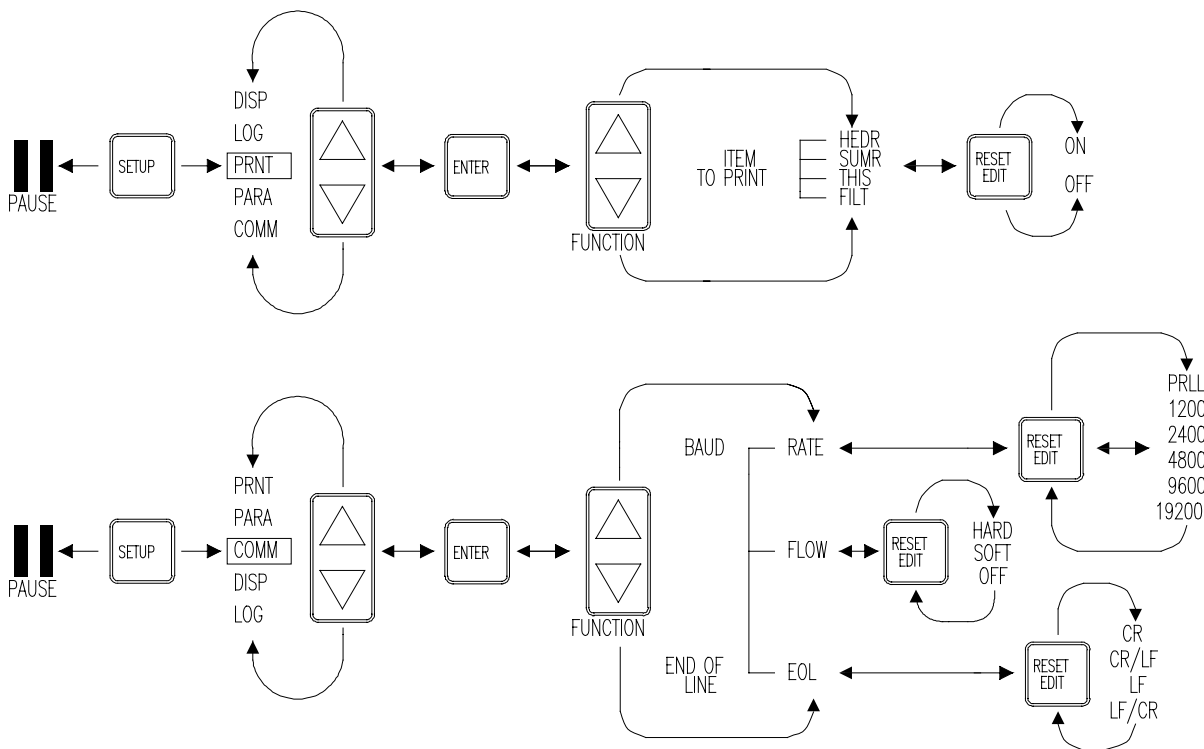 DISP
LOG
PRNT
PARA
COMM
PAUSE
SETUP
ENTER
FUNCTION
ITEM
TO PRINT
HEDR
SUMR
THIS
FILT
RESET
EDIT
ON
OFF
PRNT
PARA
COMM
DISP
LOG
PAUSE
SETUP
ENTER
FUNCTION
BAUD
RATE
RESET
EDIT
PRLL
1200
2400
4800
9600
19200
FLOW
RESET
EDIT
HARD
SOFT
OFF
END OF
LINE
EOL
RESET
EDIT
CR
CR/LF
LF
LF/CR